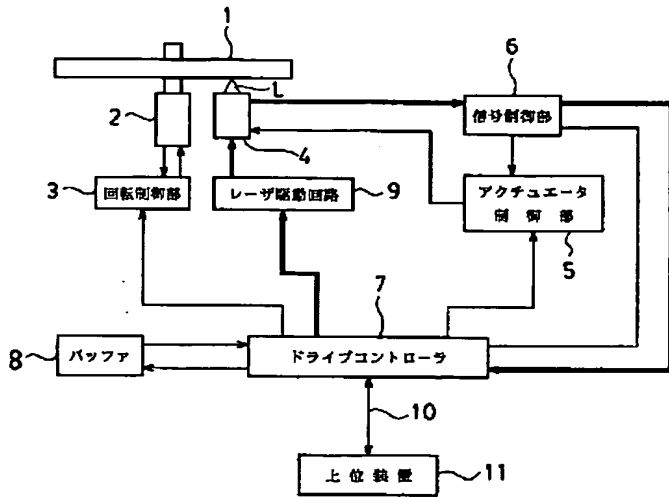 1
6
L
2
信号制御部
4
3
回転制御部
レーザ駆動回路
9
アクチュエータ
制御部
5
7
8
バッファ
ドライブコントローラ
10
上位装置
11